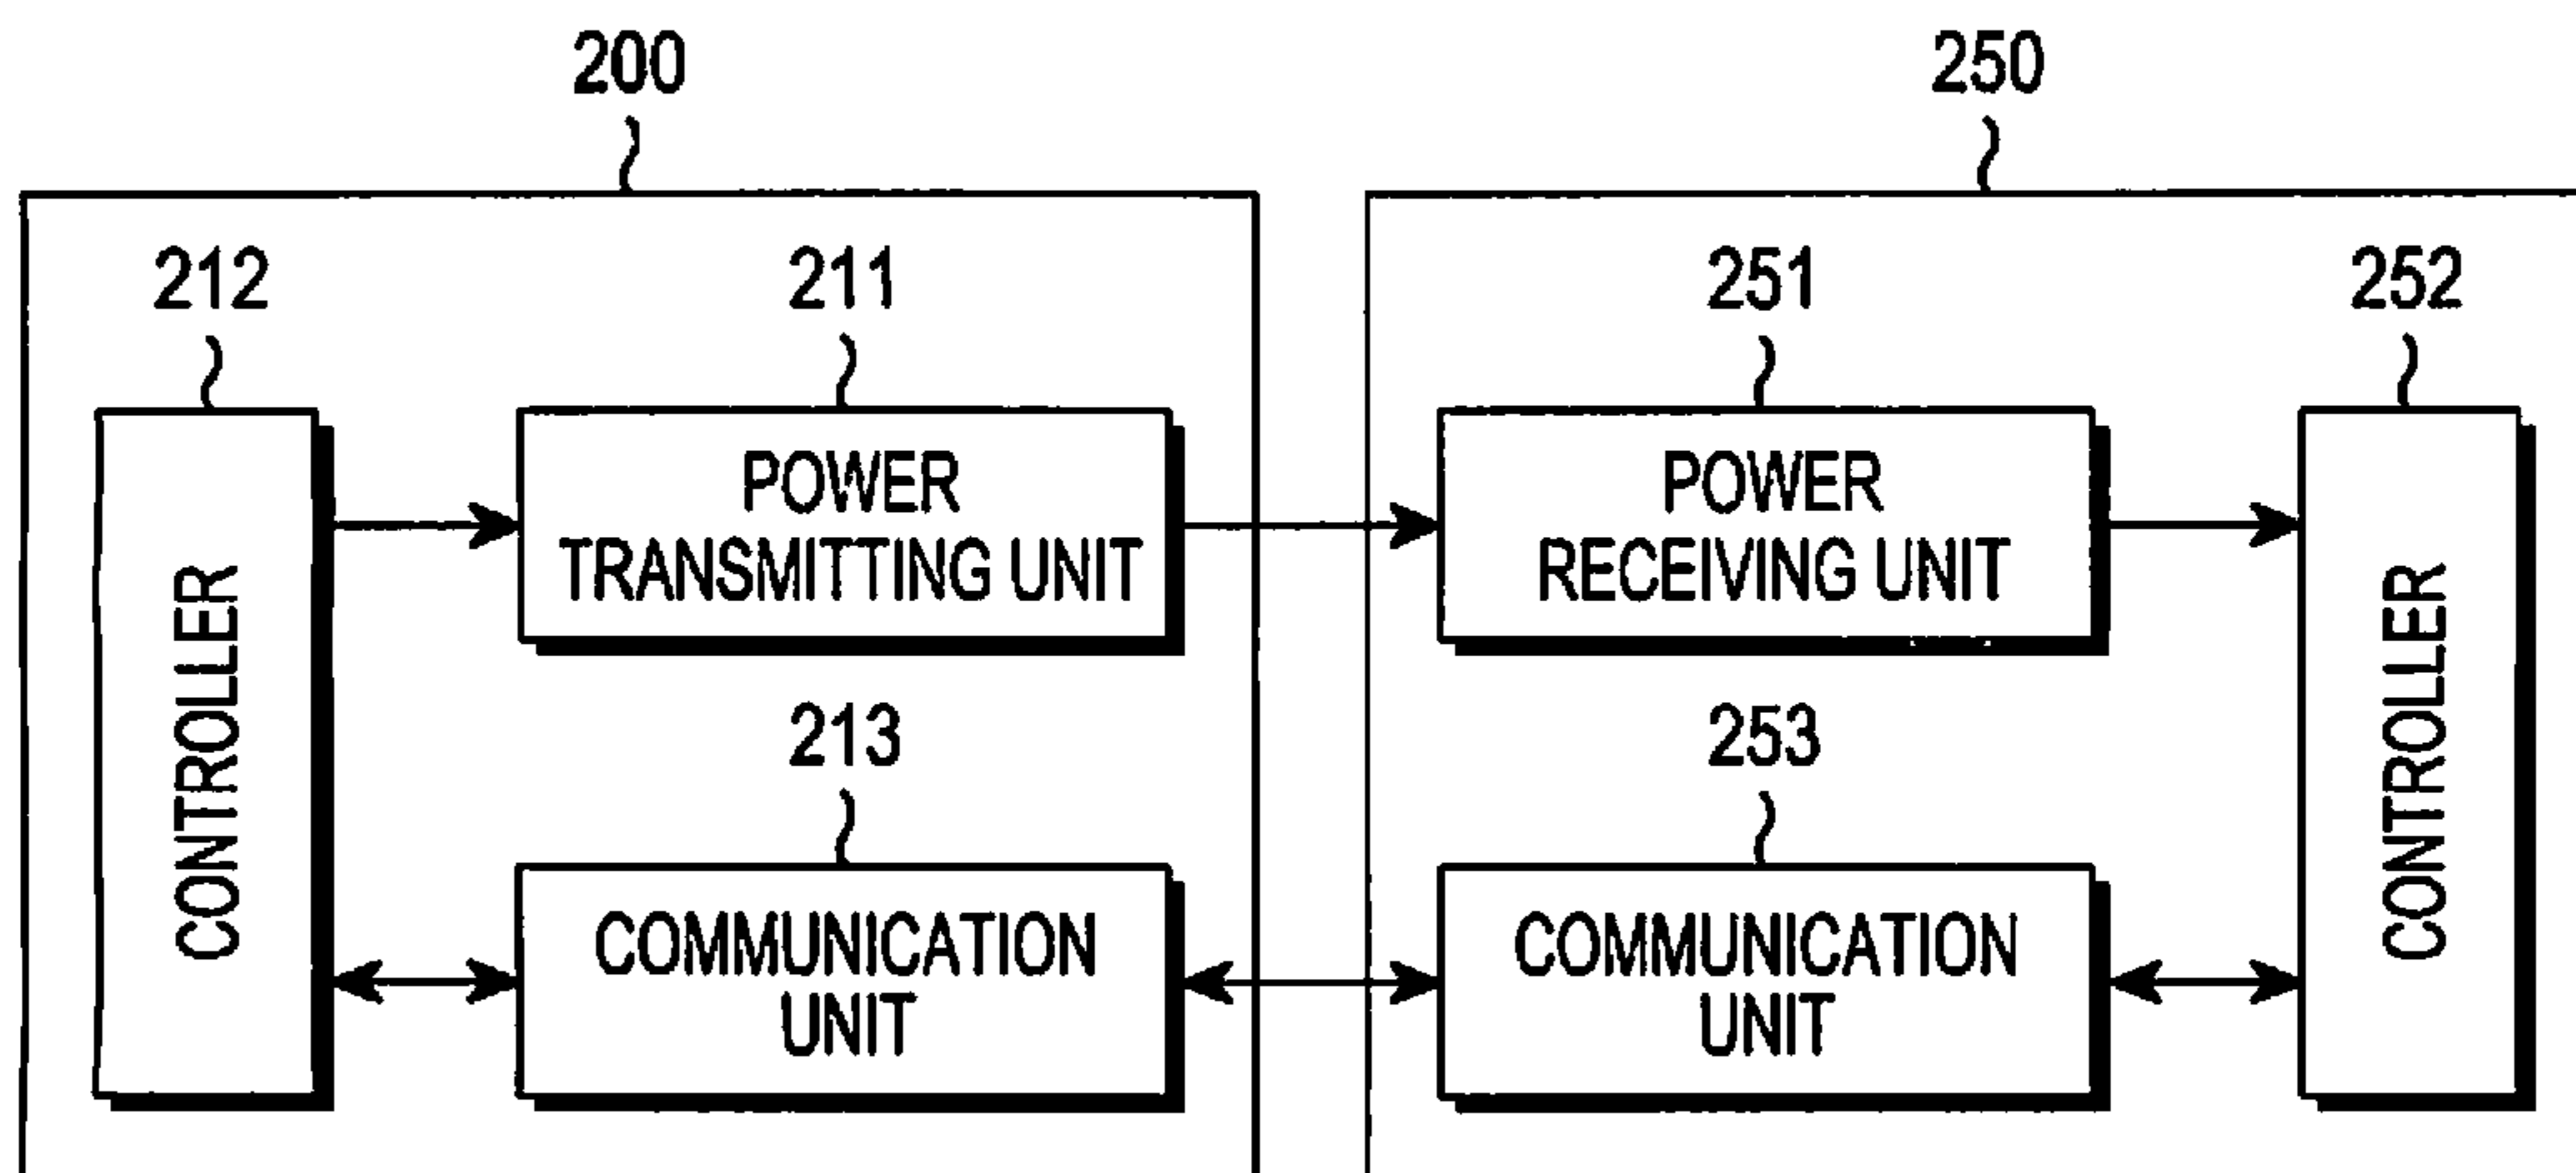 200
250
212
211
251
252
POWER
TRANSMITTING UNIT
POWER
RECEIVING UNIT
CONTROLLER
CONTROLLER
213
253
COMMUNICATION
UNIT
COMMUNICATION
UNIT